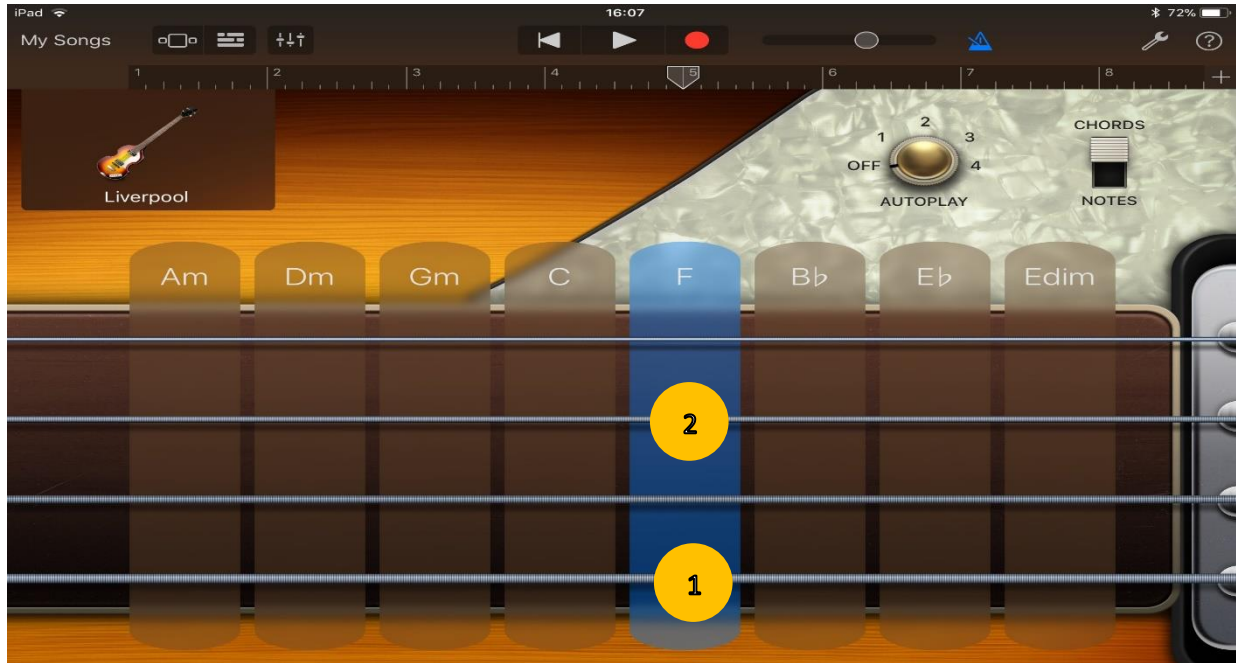 iPad 16:07 72%
My Songs
1 2 3 4 5 6 7 8
2
1 3
OFF 4
AUTOPLAY
CHORDS
NOTES
Liverpool
Am Dm Gm C F B♭ E♭ Edim
2
1